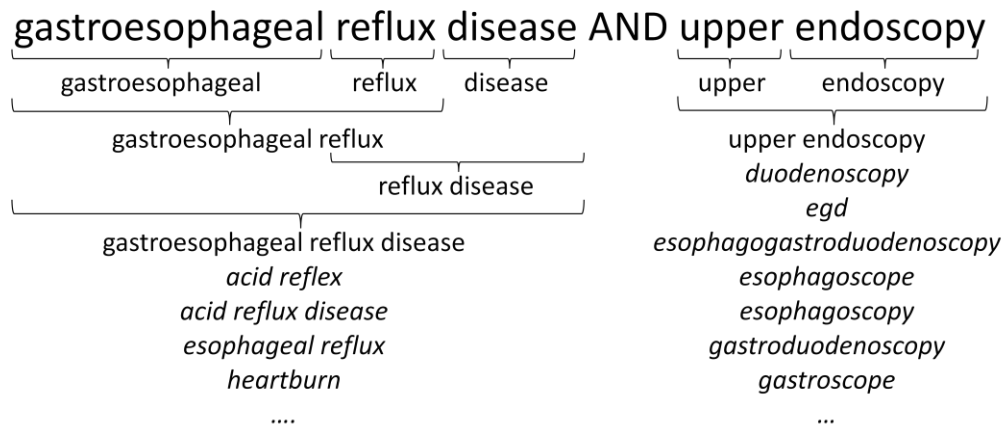 gastroesophageal reflux disease AND upper endoscopy
gastroesophageal reflux disease upper endoscopy
gastroesophageal reflux upper endoscopy
duodenoscopy
reflux disease
egd
gastroesophageal reflux disease esophagogastroduodenoscopy
acid reflex esophagoscope
acid reflux disease esophagoscopy
esophageal reflux gastroduodenoscopy
heartburn gastroscope
.... ...